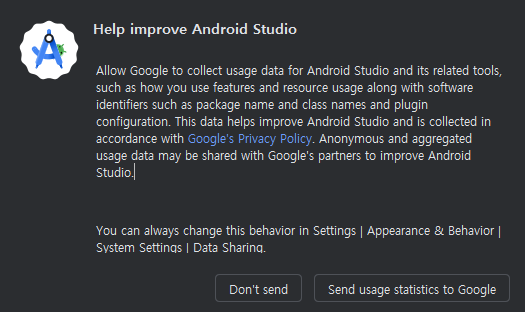 Help improve Android Studio
Allow Google to collect usage data for Android Studio and its related tools,
such as how you use features and resource usage along with software
identifiers such as package name and class names and plugin
configuration. This data helps improve Android Studio and is collected in
accordance with Google's Privacy Policy. Anonymous and aggregated
usage data may be shared with Google's partners to improve Android
Studio.
You can always change this behavior in Settings | Appearance & Behavior |
System Settings | Data Sharing.
Don't send
Send usage statistics to Google